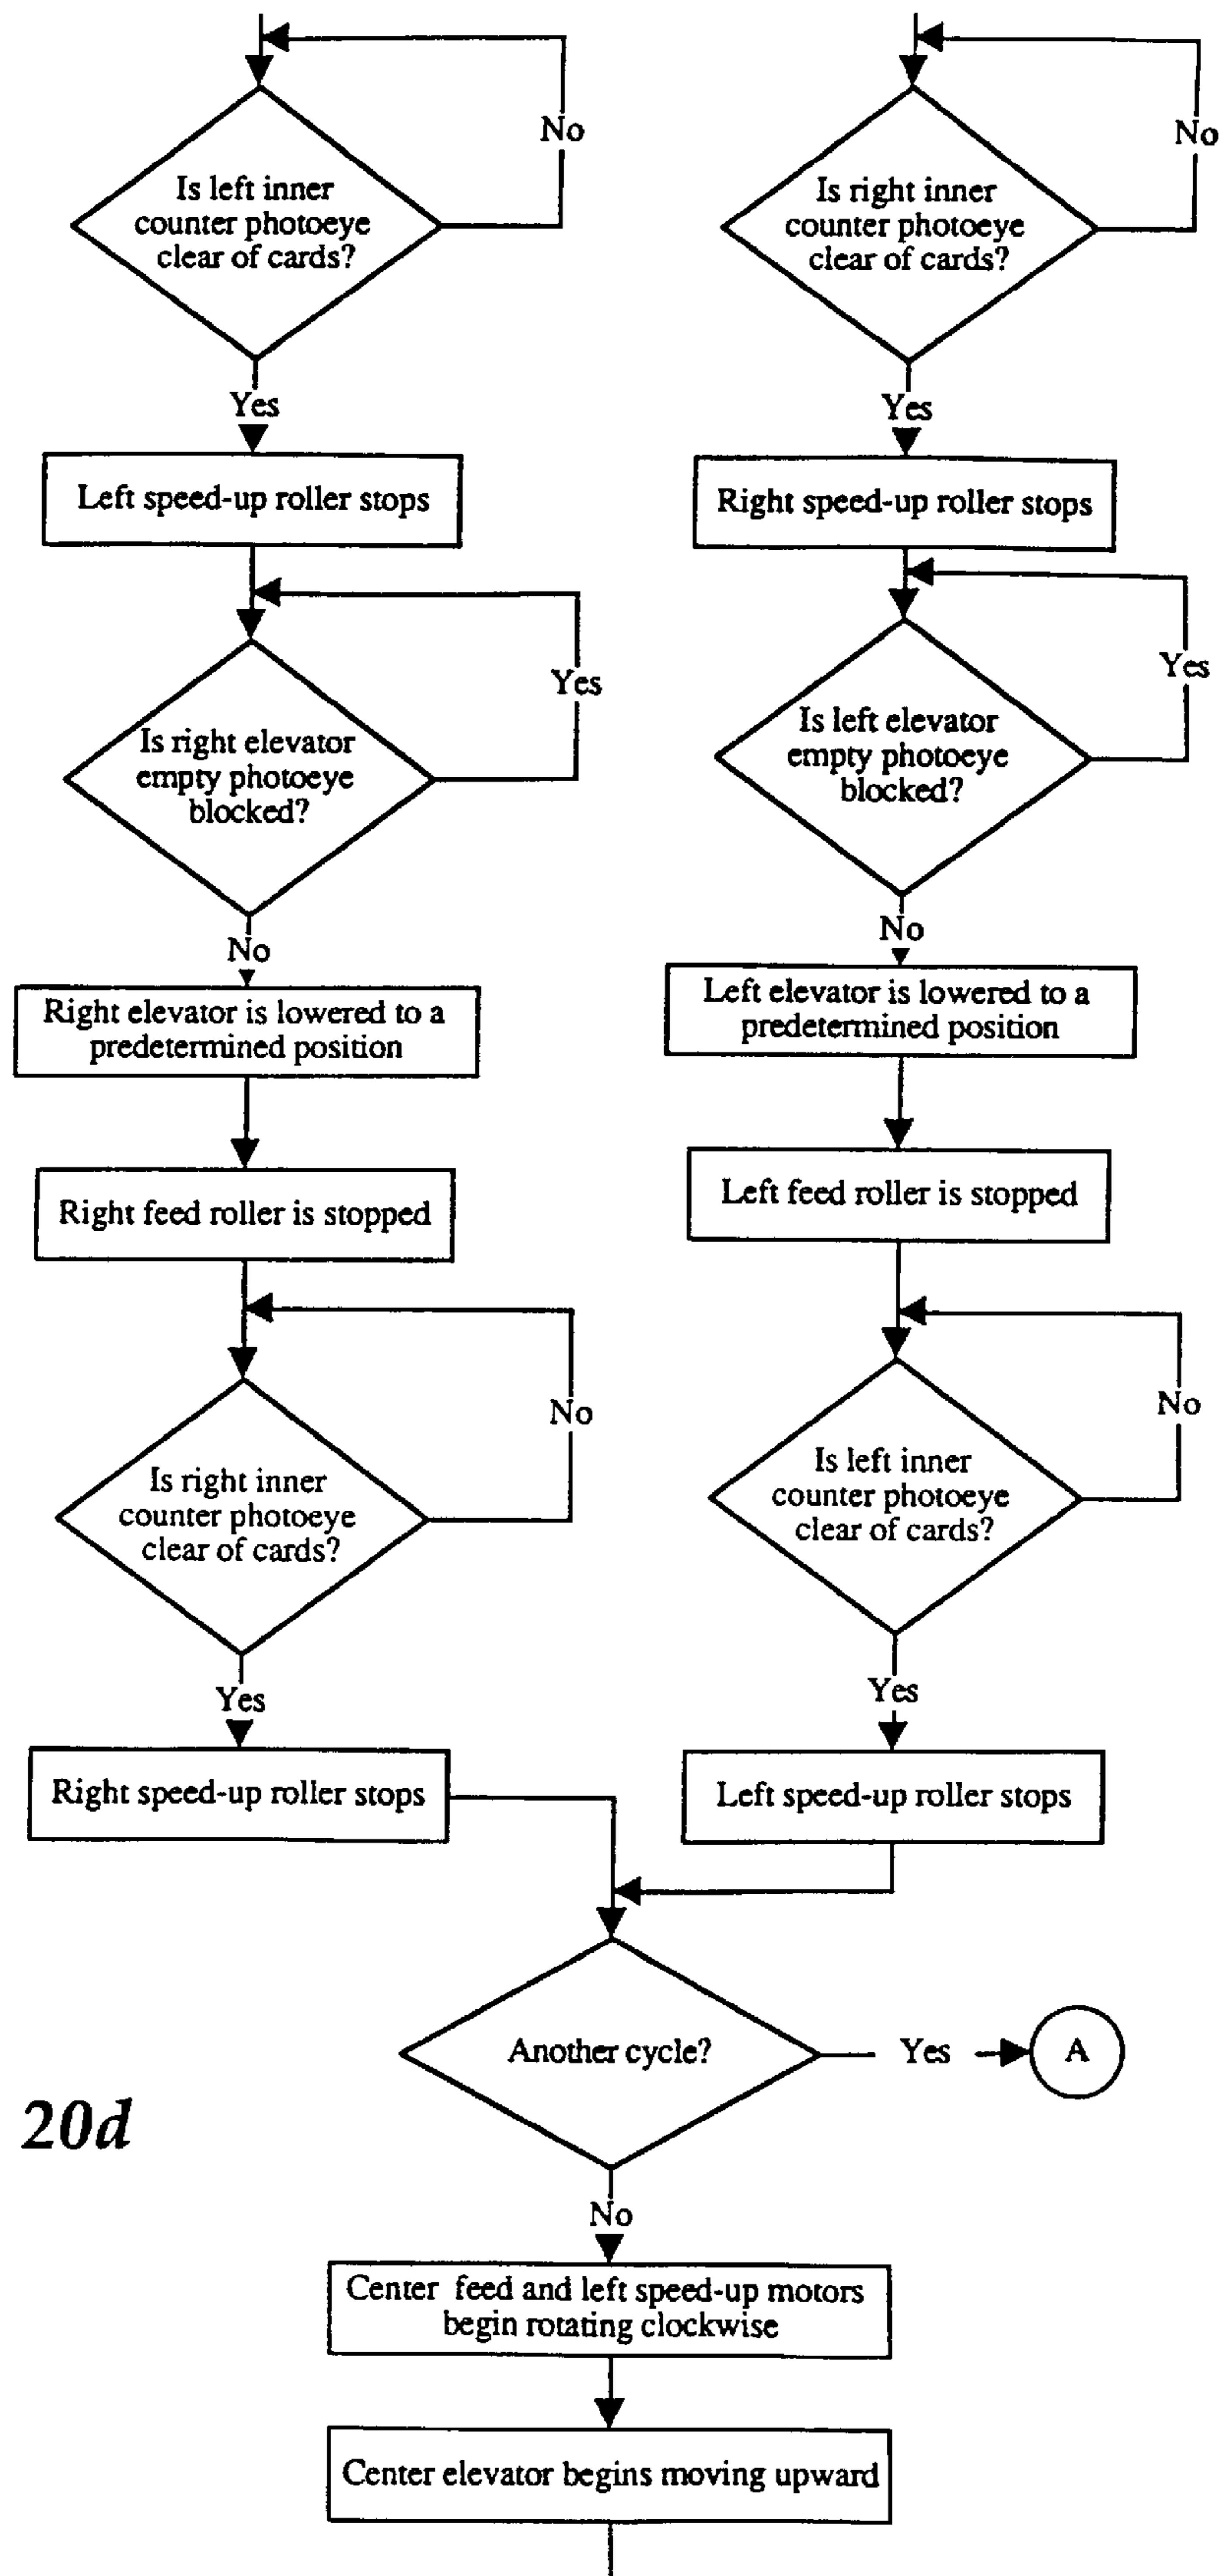 Is left inner
counter photoeye
clear of cards?
No
Yes
Left speed-up roller stops
Is right elevator
empty photoeye
blocked?
Yes
No
Right elevator is lowered to a
predetermined position
Right feed roller is stopped
Is right inner
counter photoeye
clear of cards?
No
Yes
Right speed-up roller stops
Is right inner
counter photoeye
clear of cards?
No
Yes
Right speed-up roller stops
Is left elevator
empty photoeye
blocked?
Yes
No
Left elevator is lowered to a
predetermined position
Left feed roller is stopped
Is left inner
counter photoeye
clear of cards?
No
Yes
Left speed-up roller stops
Another cycle?
Yes
A
20d
No
Center feed and left speed-up motors
begin rotating clockwise
Center elevator begins moving upward